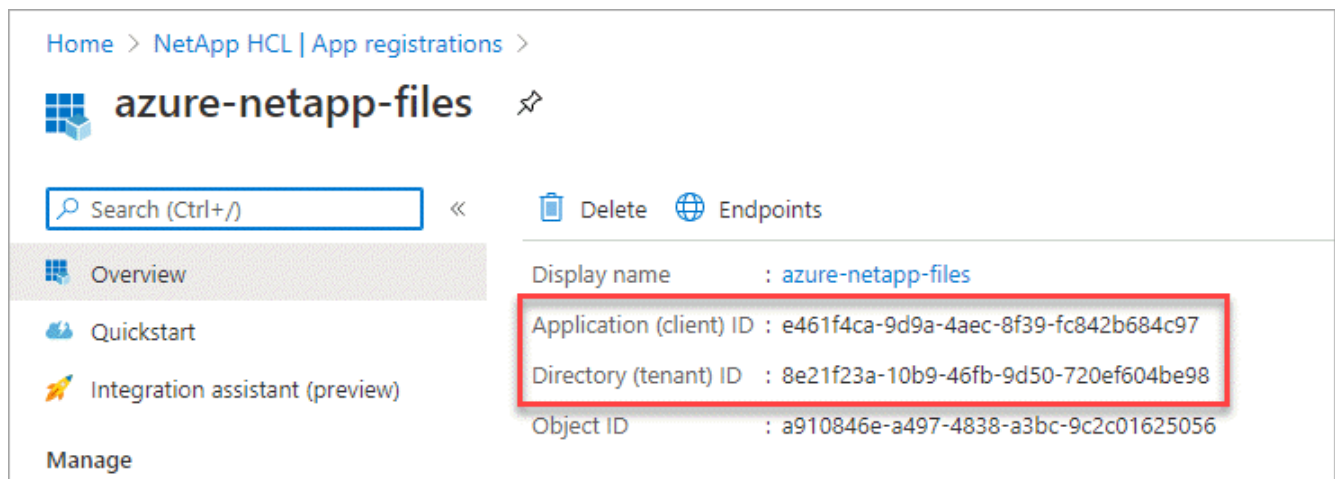 Home > NetApp HCL | App registrations >
azure-netapp-files
Search (Ctrl+/)
«
Delete
Endpoints
Overview
Quickstart
Integration assistant (preview)
Manage
Display name : azure-netapp-files
Application (client) ID : e461f4ca-9d9a-4aec-8f39-fc842b684c97
Directory (tenant) ID : 8e21f23a-10b9-46fb-9d50-720ef604be98
Object ID : a910846e-a497-4838-a3bc-9c2c01625056